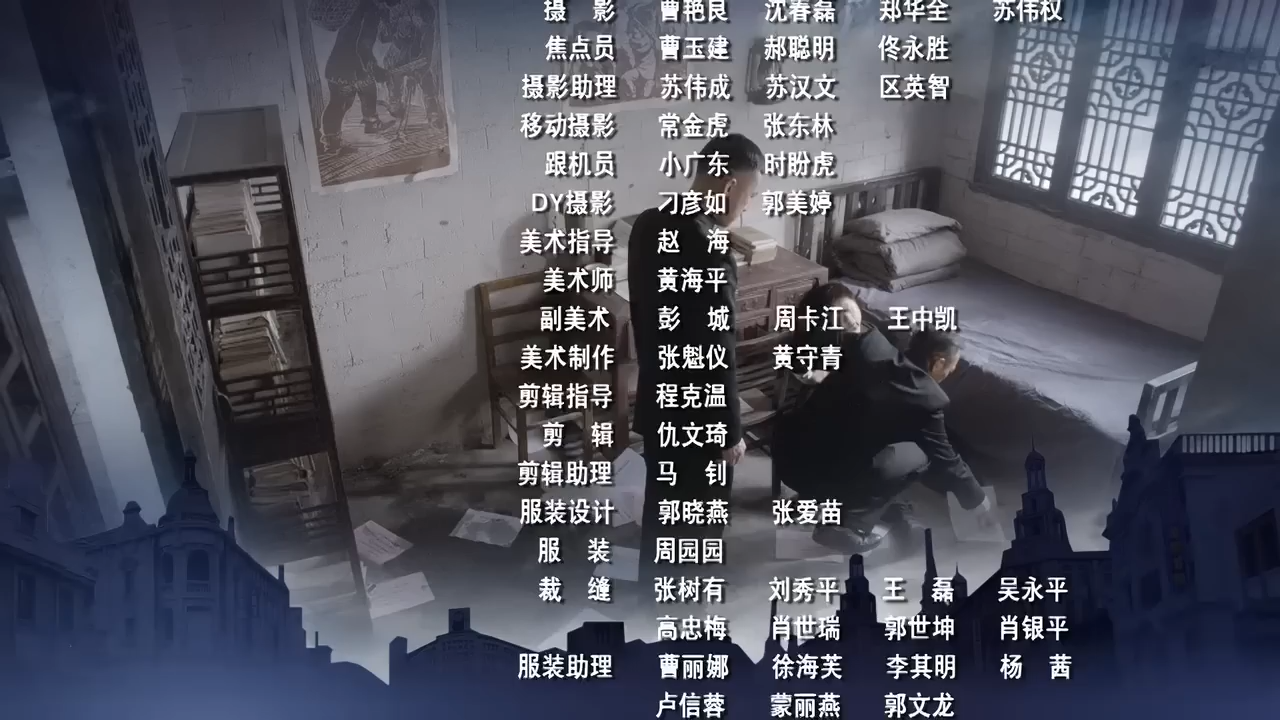 摄 影 曹艳良 沈春磊 郑华全 苏伟权
焦点员 曹玉建 郝聪明 佟永胜
摄影助理 苏伟成 苏汉文 区英智
移动摄影 常金虎 张东林
跟机员 小广东 时盼虎
DY摄影 刁彦如 郭美婷
美术指导 赵 海
美术师 黄海平
副美术 彭 城 周卡江 王中凯
美术制作 张魁仪 黄守青
剪辑指导 程克温
剪 辑 仇文琦
剪辑助理 马 钊
服装设计 郭晓燕 张爱苗
服 装 周园园
裁 缝 张树有 刘秀平 王 磊 吴永平
高忠梅 肖世瑞 郭世坤 肖银平
服装助理 曹丽娜 徐海芙 李其明 杨 茜
卢信蓉 蒙丽燕 郭文龙